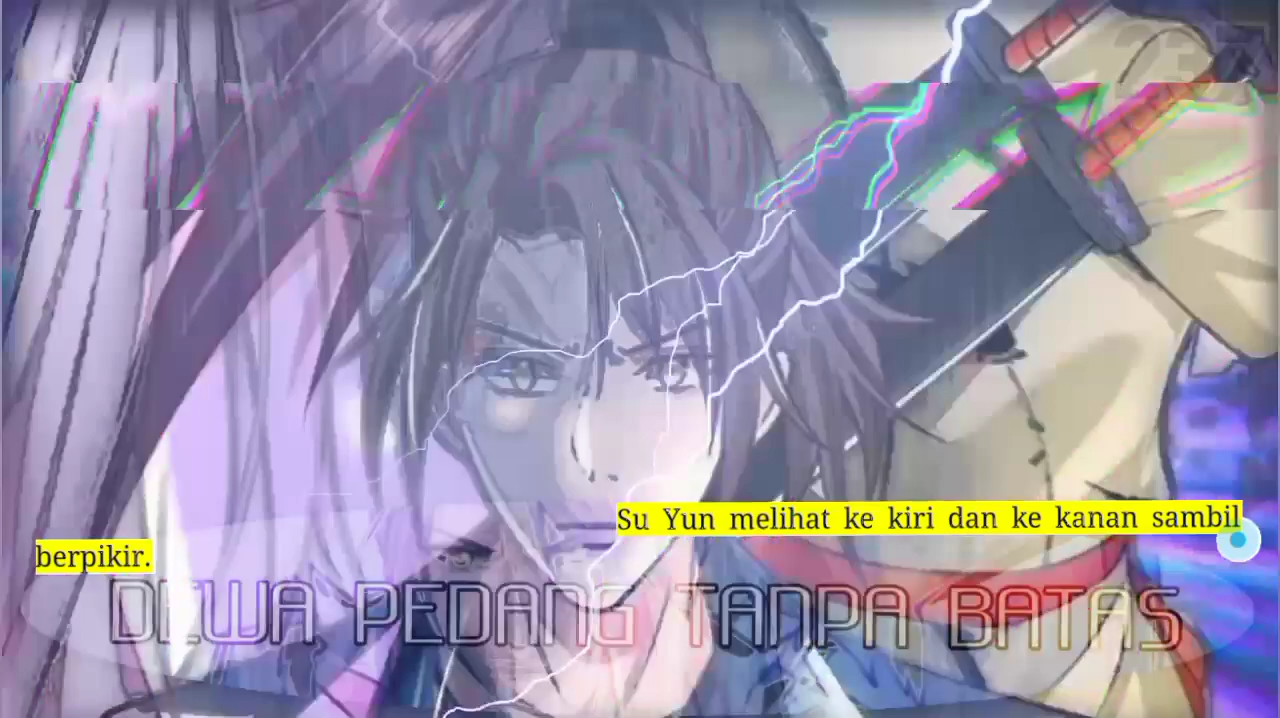 Su Yun melihat ke kiri dan ke kanan sambil
berpikir.
DEWA PEDANG TANPA BATAS